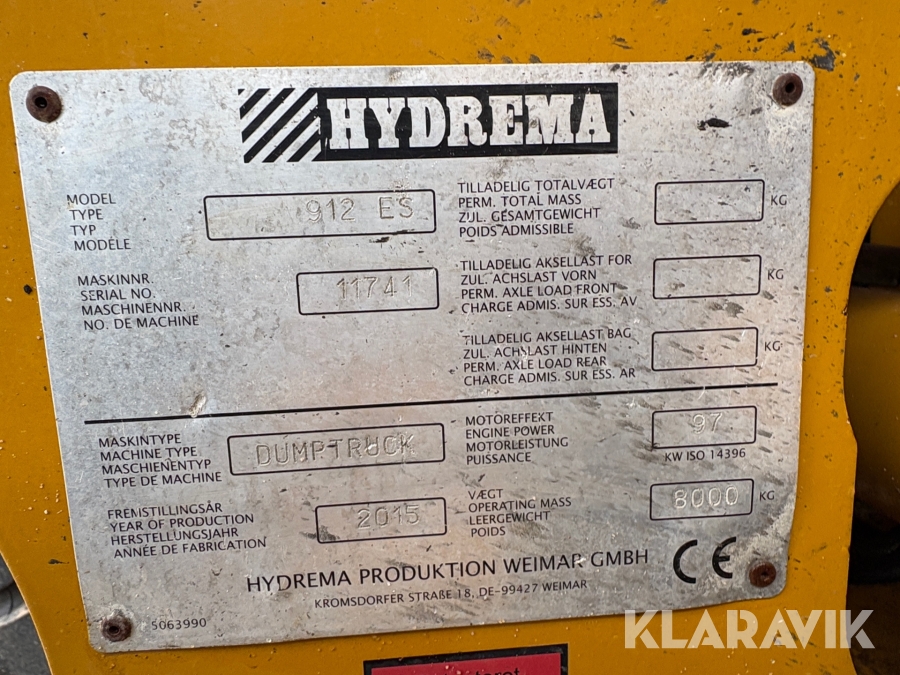 HYDREMA
MODEL
TYPE
TYP
MODÉLE
912 ES
MASKINNR.
SERIAL NO.
MASCHINENNR.
NO. DE MACHINE
11741
TILLADELIG TOTALVÆGT
PERM. TOTAL MASS
ZUL. GESAMTGEWICHT
POIDS ADMISSIBLE
KG
TILLADELIG AKSELLAST FOR
ZUL. ACHSLAST VORN
PERM. AXLE LOAD FRONT
CHARGE ADMIS. SUR ESS. AV
KG
TILLADELIG AKSELLAST BAG
ZUL. ACHSLAST HINTEN
PERM. AXLE LOAD REAR
CHARGE ADMIS. SUR ESS. AR
KG
MASKINTYPE
MACHINE TYPE
MASCHIENENTYP
TYPE DE MACHINE
DUMPTRUCK
FREMSTILLINGSÅR
YEAR OF PRODUCTION
HERSTELLUNGSJAHR
ANNÉE DE FABRICATION
2015
MOTOREFFEKT
ENGINE POWER
MOTORLEISTUNG
PUISSANCE
97
KW ISO 14396
VÆGT
OPERATING MASS
LEERGEWICHT
POIDS
8000 KG
HYDREMA PRODUKTION WEIMAR GMBH
KROMSDORFER STRAßE 18, DE-99427 WEIMAR
CE
5063990
KLARAVIK